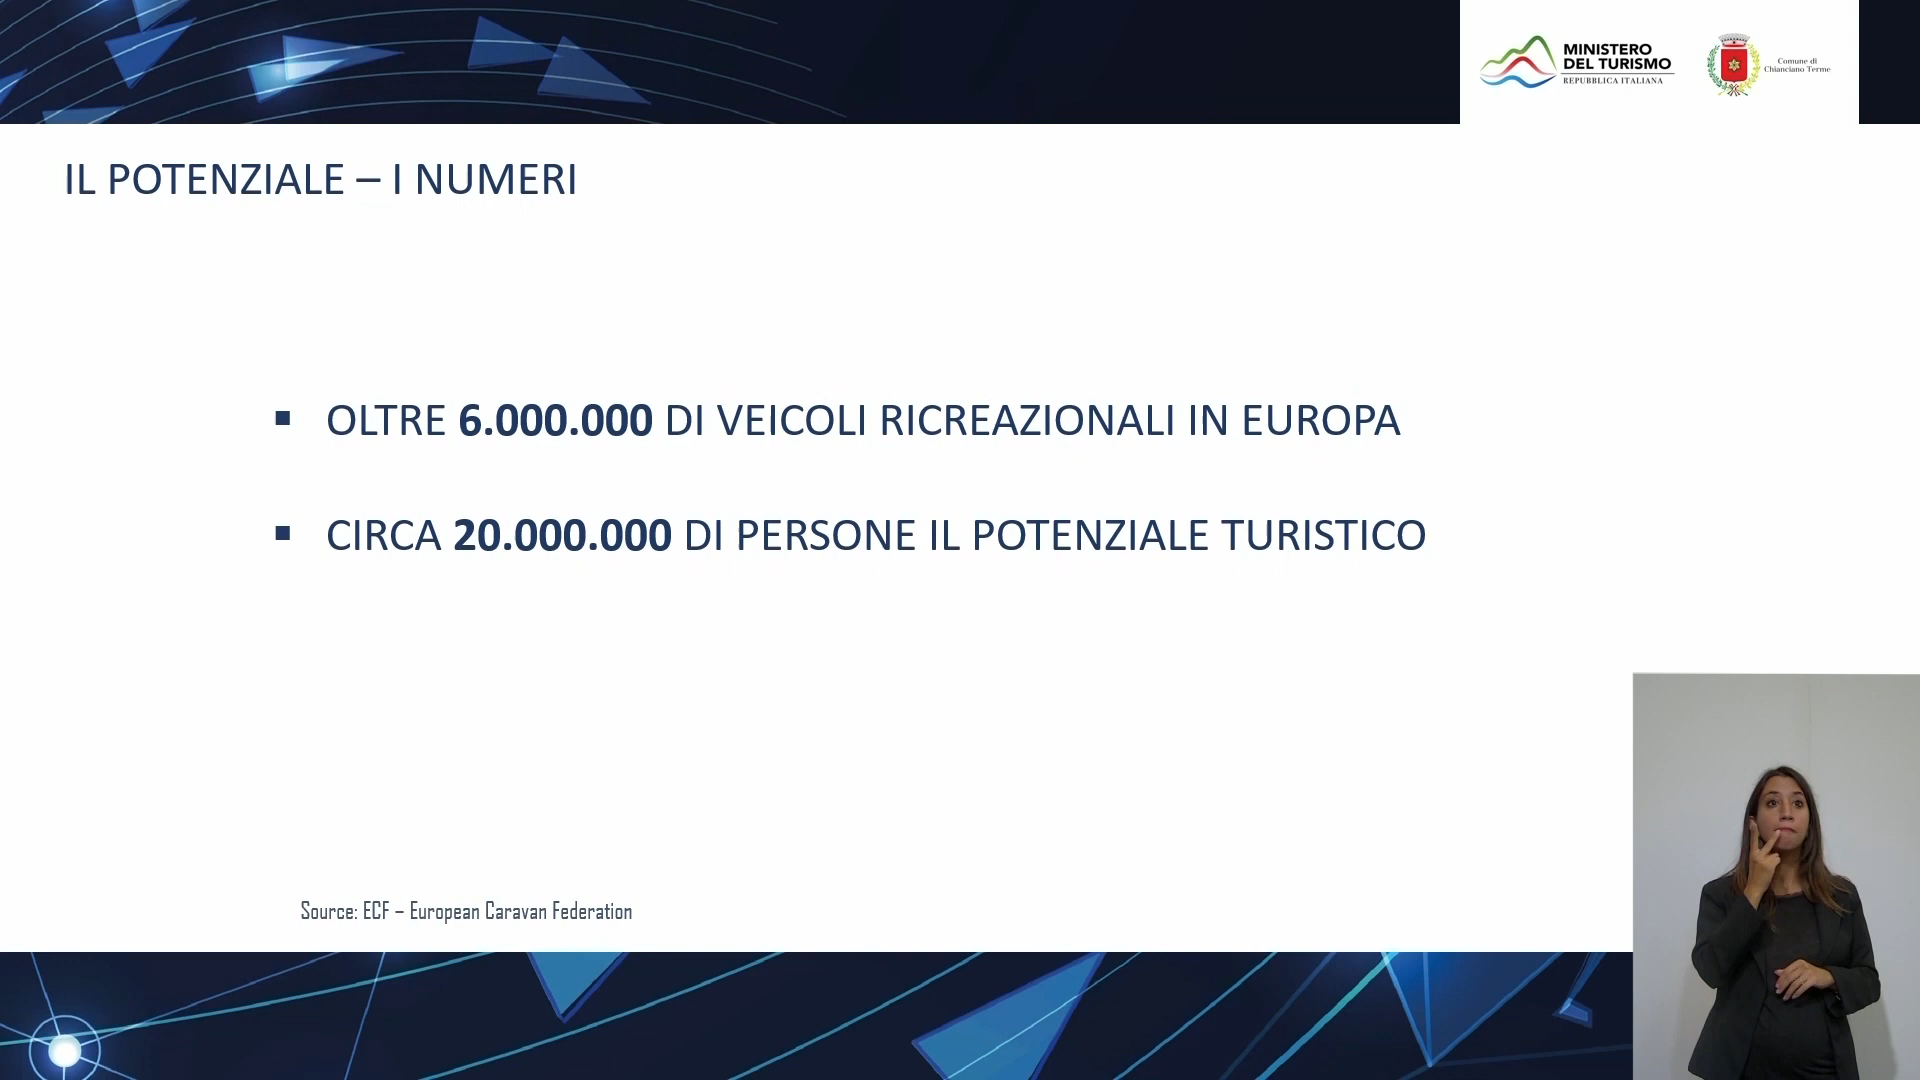 MINISTERO
DEL TURISMO
REPUBBLICA ITALIANA
Comune di
Chianciano Terme
IL POTENZIALE – I NUMERI
▪ OLTRE 6.000.000 DI VEICOLI RICREAZIONALI IN EUROPA
▪ CIRCA 20.000.000 DI PERSONE IL POTENZIALE TURISTICO
Source: ECF – European Caravan Federation